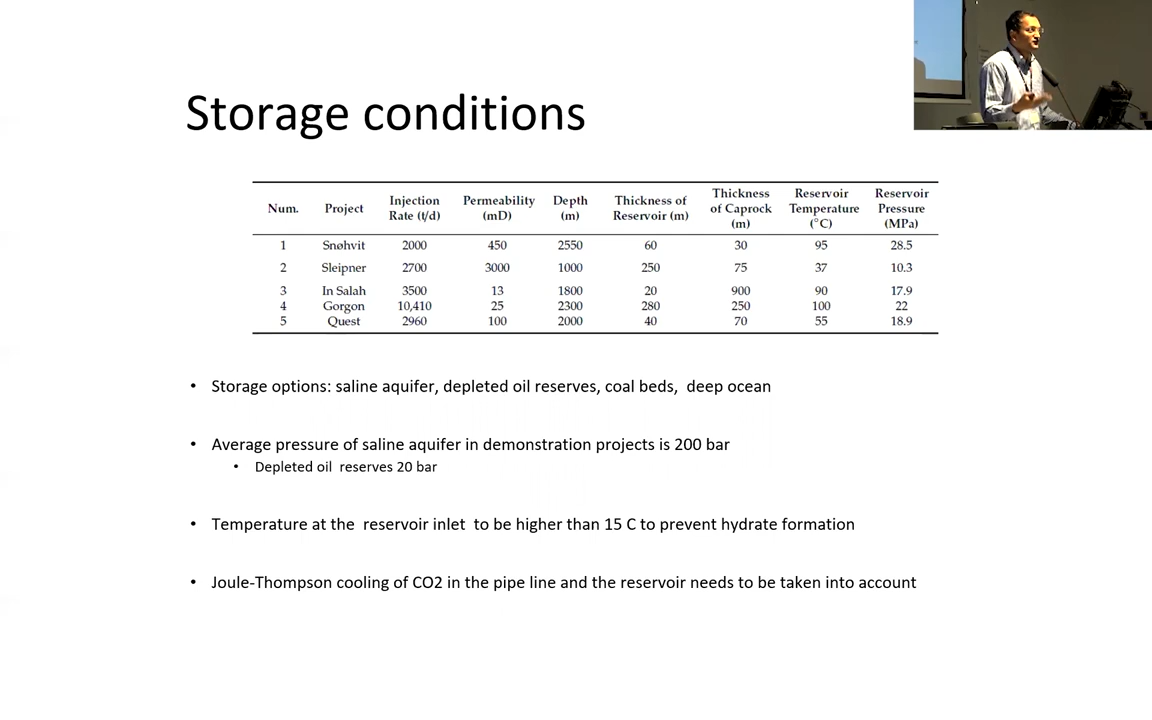 Storage conditions
Num. Project Injection Rate (t/d) Permeability (mD) Depth (m) Thickness of Reservoir (m) Thickness of Caprock (m) Reservoir Temperature (°C) Reservoir Pressure (MPa)
1 Snøhvit 2000 450 2550 60 30 95 28.5
2 Sleipner 2700 3000 1000 250 75 37 10.3
3 In Salah 3500 13 1800 20 900 90 17.9
4 Gorgon 10,410 25 2300 280 250 100 22
5 Quest 2960 100 2000 40 70 55 18.9
• Storage options: saline aquifer, depleted oil reserves, coal beds, deep ocean
• Average pressure of saline aquifer in demonstration projects is 200 bar
• Depleted oil reserves 20 bar
• Temperature at the reservoir inlet to be higher than 15 C to prevent hydrate formation
• Joule-Thompson cooling of CO2 in the pipe line and the reservoir needs to be taken into account